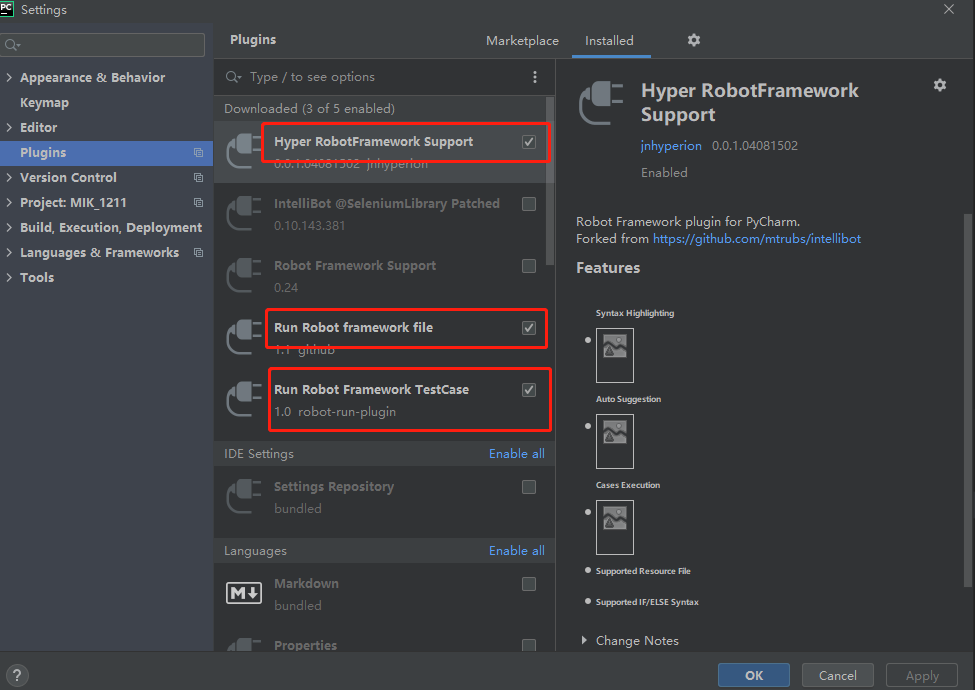 PC
Settings
Appearance & Behavior
Keymap
Editor
Plugins
Version Control
Project: MIK_1211
Build, Execution, Deployment
Languages & Frameworks
Tools
Plugins
Marketplace
Installed
Type / to see options
Downloaded (3 of 5 enabled)
Hyper RobotFramework Support
0.0.1.04081502 jnhyperion
IntelliBot @SeleniumLibrary Patched
0.10.143.381
Robot Framework Support
0.24
Run Robot framework file
1.1 github
Run Robot Framework TestCase
1.0 robot-run-plugin
IDE Settings
Enable all
Settings Repository
bundled
Languages
Enable all
M
Markdown
bundled
Properties
Hyper RobotFramework
Support
jnhyperion 0.0.1.04081502
Enabled
Robot Framework plugin for PyCharm.
Forked from https://github.com/mtrubs/intellibot
Features
Syntax Highlighting
Auto Suggestion
Cases Execution
Supported Resource File
Supported IF/ELSE Syntax
Change Notes
?
OK
Cancel
Apply